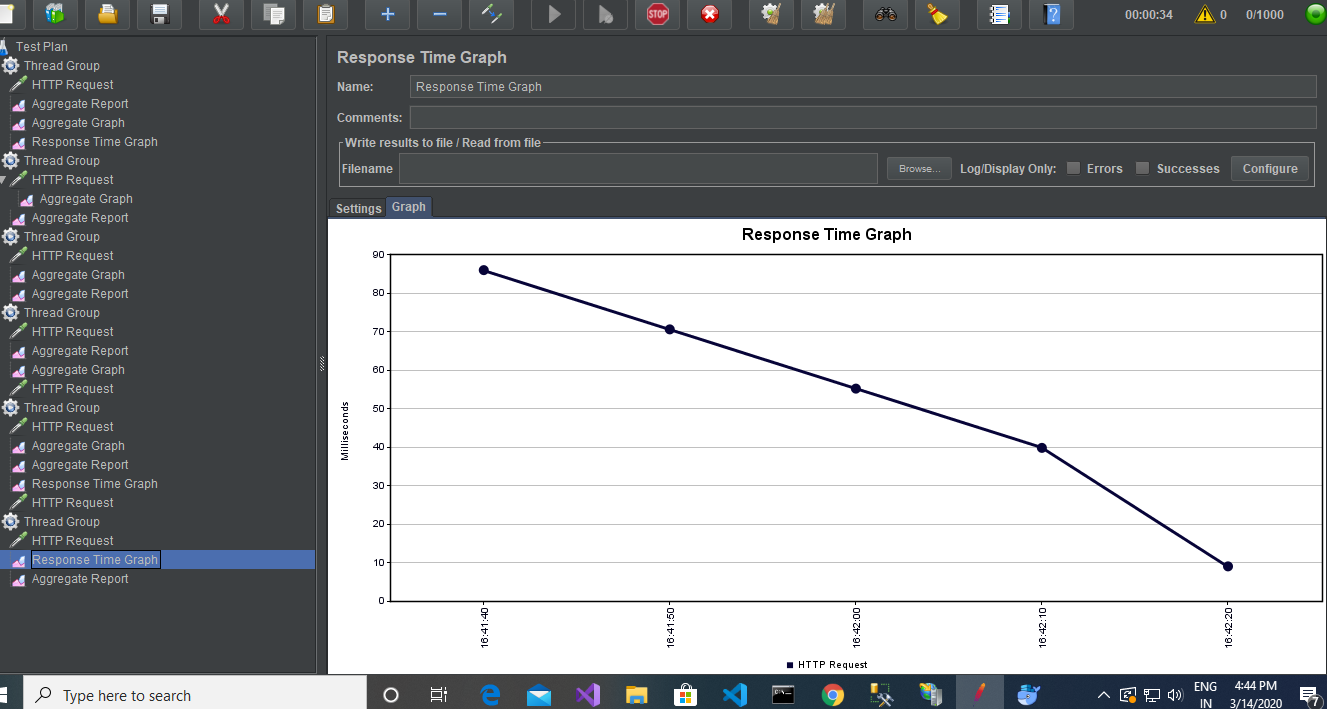 STOP
?
00:00:34
0
0/1000
Test Plan
Thread Group
HTTP Request
Aggregate Report
Aggregate Graph
Response Time Graph
Thread Group
HTTP Request
Aggregate Graph
Aggregate Report
Thread Group
HTTP Request
Aggregate Graph
Aggregate Report
Thread Group
HTTP Request
Aggregate Report
Aggregate Graph
HTTP Request
Thread Group
HTTP Request
Aggregate Graph
Aggregate Report
Response Time Graph
HTTP Request
Thread Group
HTTP Request
Response Time Graph
Aggregate Report
Response Time Graph
Name: Response Time Graph
Comments:
Write results to file / Read from file
Filename Browse... Log/Display Only: Errors Successes Configure
Settings Graph
Response Time Graph
90
80
70
60
50
40
30
20
10
0
Milliseconds
16:41:40 16:41:50 16:42:00 16:42:10 16:42:20
HTTP Request
Type here to search
ENG
IN
4:44 PM
3/14/2020
7